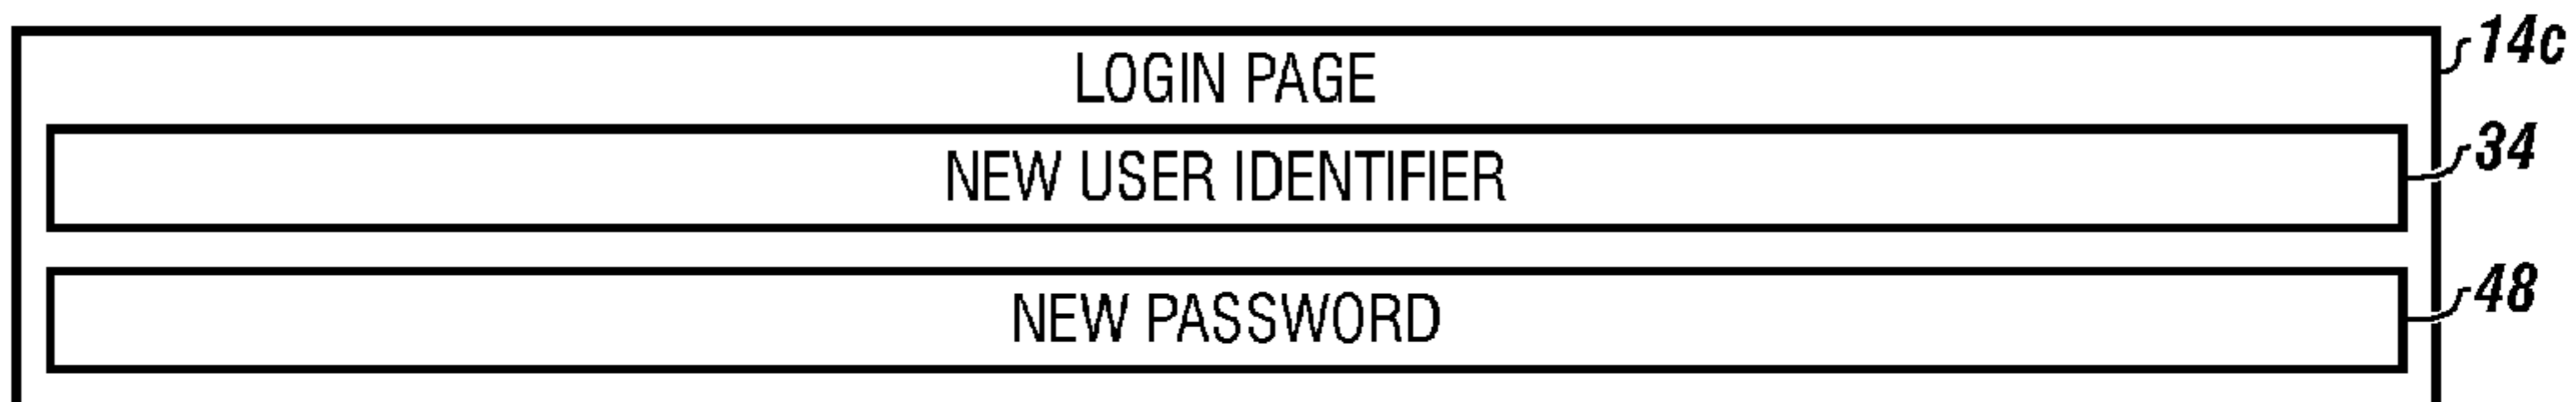 LOGIN PAGE 14c
NEW USER IDENTIFIER 34
NEW PASSWORD 48